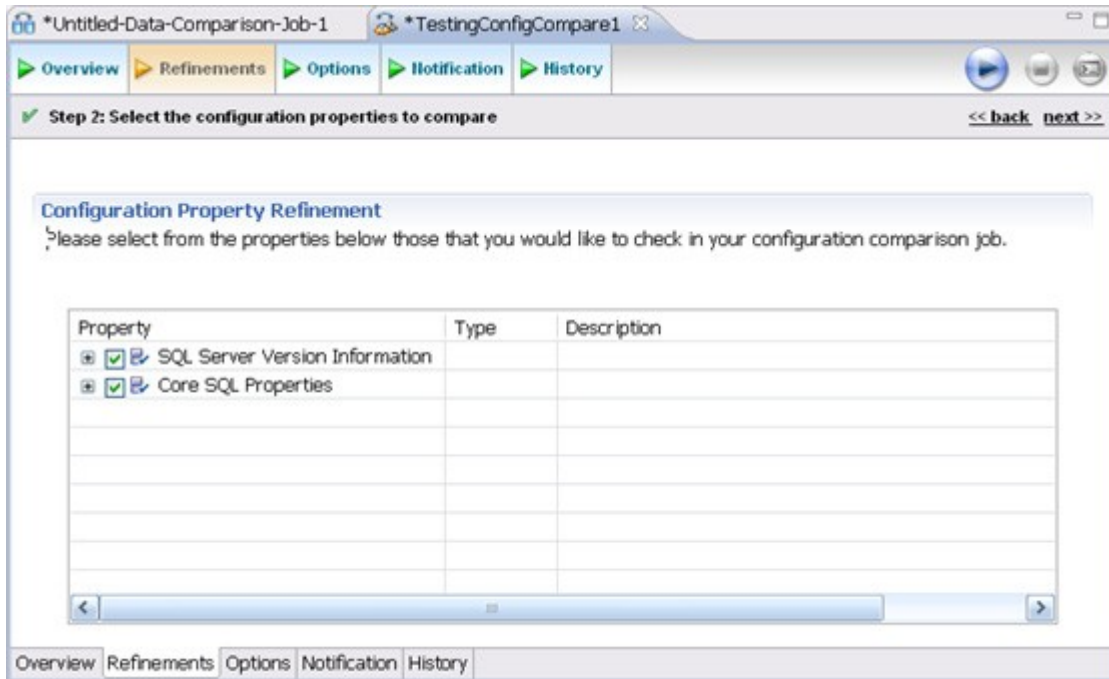 *Untitled-Data-Comparison-Job-1 *TestingConfigCompare1
Overview Refinements Options Notification History
Step 2: Select the configuration properties to compare << back next >>
Configuration Property Refinement
Please select from the properties below those that you would like to check in your configuration comparison job.
Property Type Description
SQL Server Version Information
Core SQL Properties
Overview Refinements Options Notification History